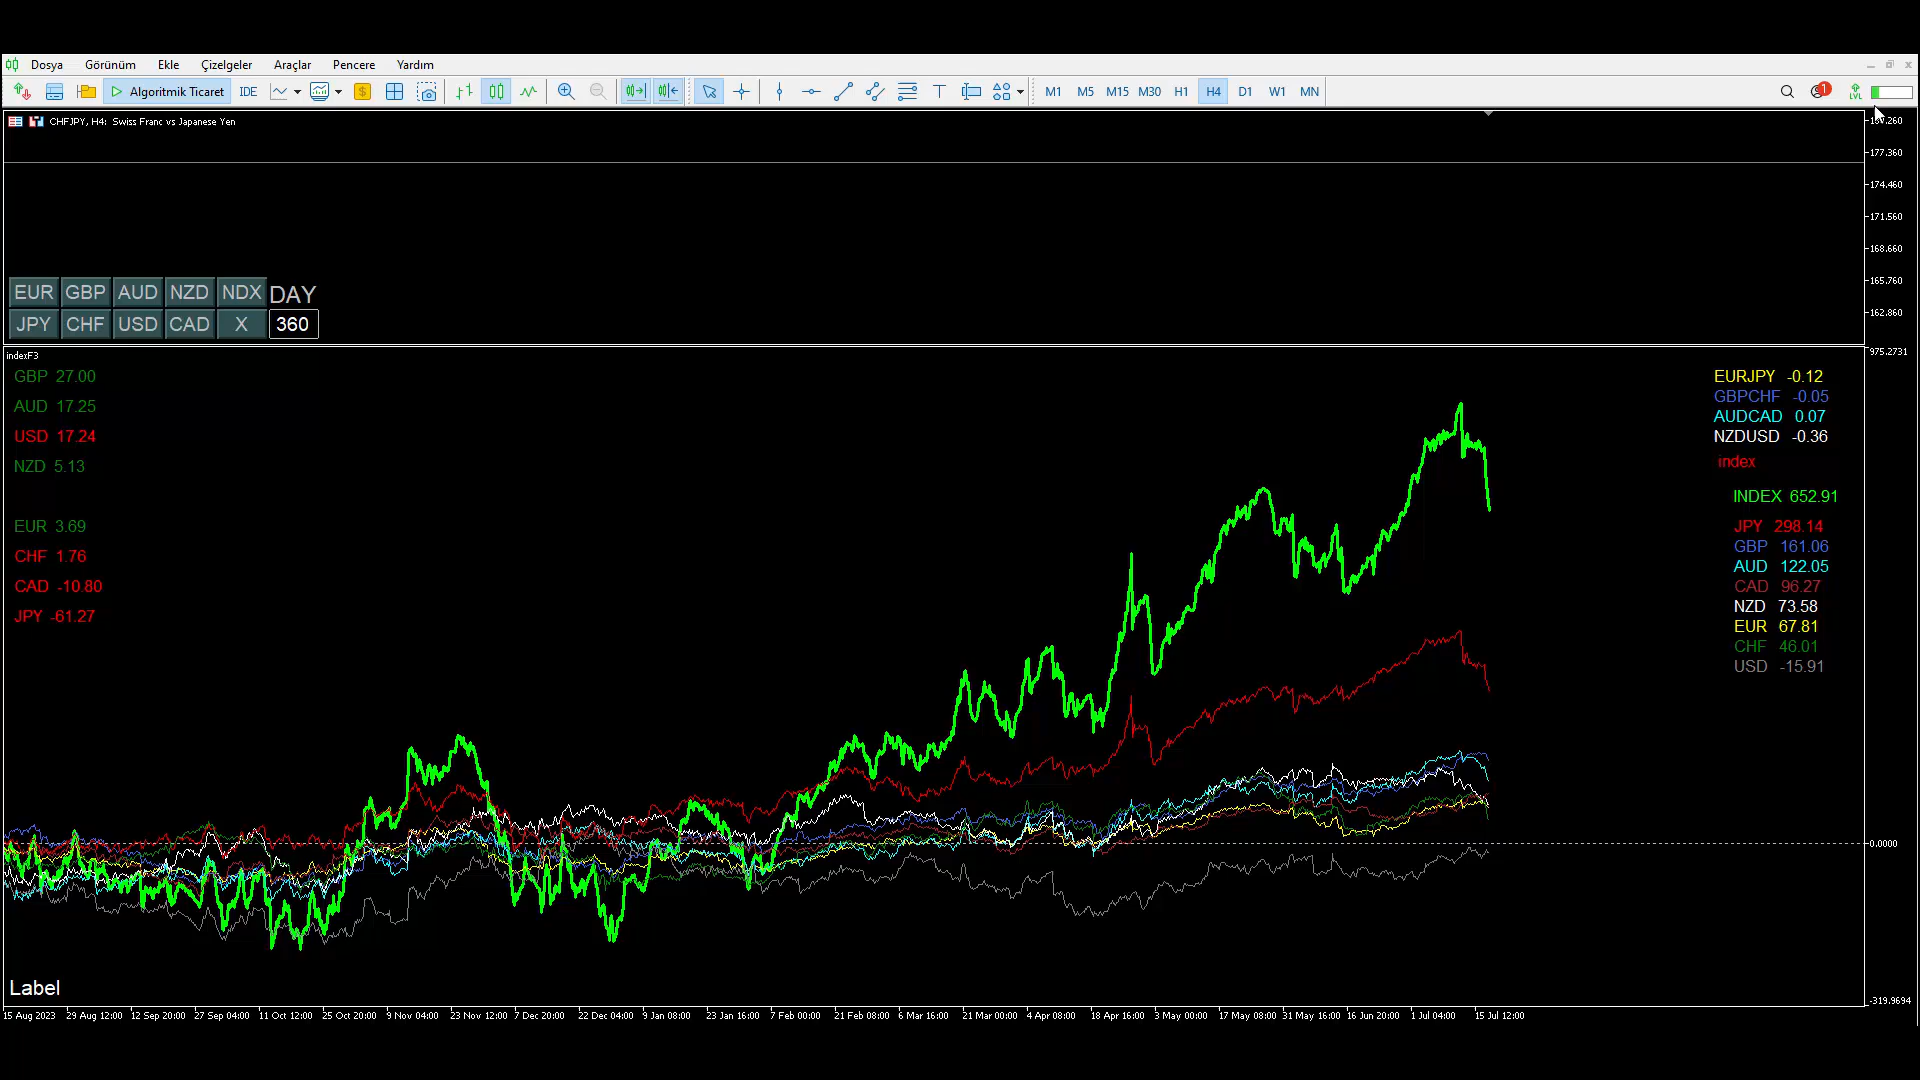 Dosya Görünüm Ekle Çizelgeler Araçlar Pencere Yardım
Algoritmik Ticaret IDE $ T M1 M5 M15 M30 H1 H4 D1 W1 MN 1 LVL
CHFJPY, H4: Swiss Franc vs Japanese Yen
177.360
174.460
171.560
168.660
165.760
162.860
EUR GBP AUD NZD NDX DAY
JPY CHF USD CAD X 360
indexF3
975.2731
GBP 27.00
AUD 17.25
USD 17.24
NZD 5.13
EUR 3.69
CHF 1.76
CAD -10.80
JPY -61.27
EURJPY -0.12
GBPCHF -0.05
AUDCAD 0.07
NZDUSD -0.36
index
INDEX 652.91
JPY 298.14
GBP 161.06
AUD 122.05
CAD 96.27
NZD 73.58
EUR 67.81
CHF 46.01
USD -15.91
0.0000
Label
-319.9694
15 Aug 2023 29 Aug 12:00 12 Sep 20:00 27 Sep 04:00 11 Oct 12:00 25 Oct 20:00 9 Nov 04:00 23 Nov 12:00 7 Dec 20:00 22 Dec 04:00 9 Jan 08:00 23 Jan 16:00 7 Feb 00:00 21 Feb 08:00 6 Mar 16:00 21 Mar 00:00 4 Apr 08:00 18 Apr 16:00 3 May 00:00 17 May 08:00 31 May 16:00 16 Jun 20:00 1 Jul 04:00 15 Jul 12:00